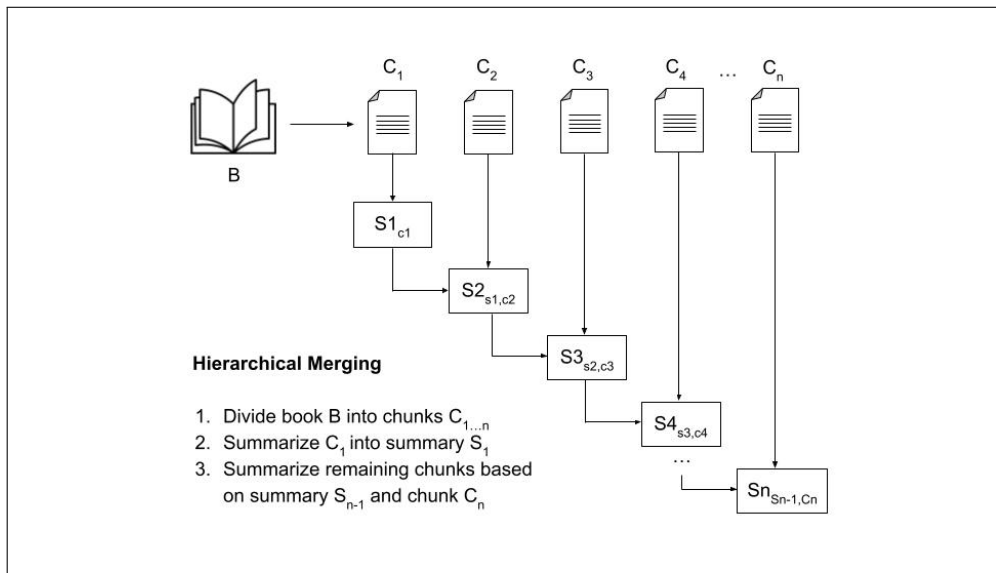 C1 C2 C3 C4 … Cn
B
S1c1
S2s1,c2
S3s2,c3
S4s3,c4
…
SnSn-1,Cn
Hierarchical Merging
1. Divide book B into chunks C1...n
2. Summarize C1 into summary S1
3. Summarize remaining chunks based
on summary Sn-1 and chunk Cn